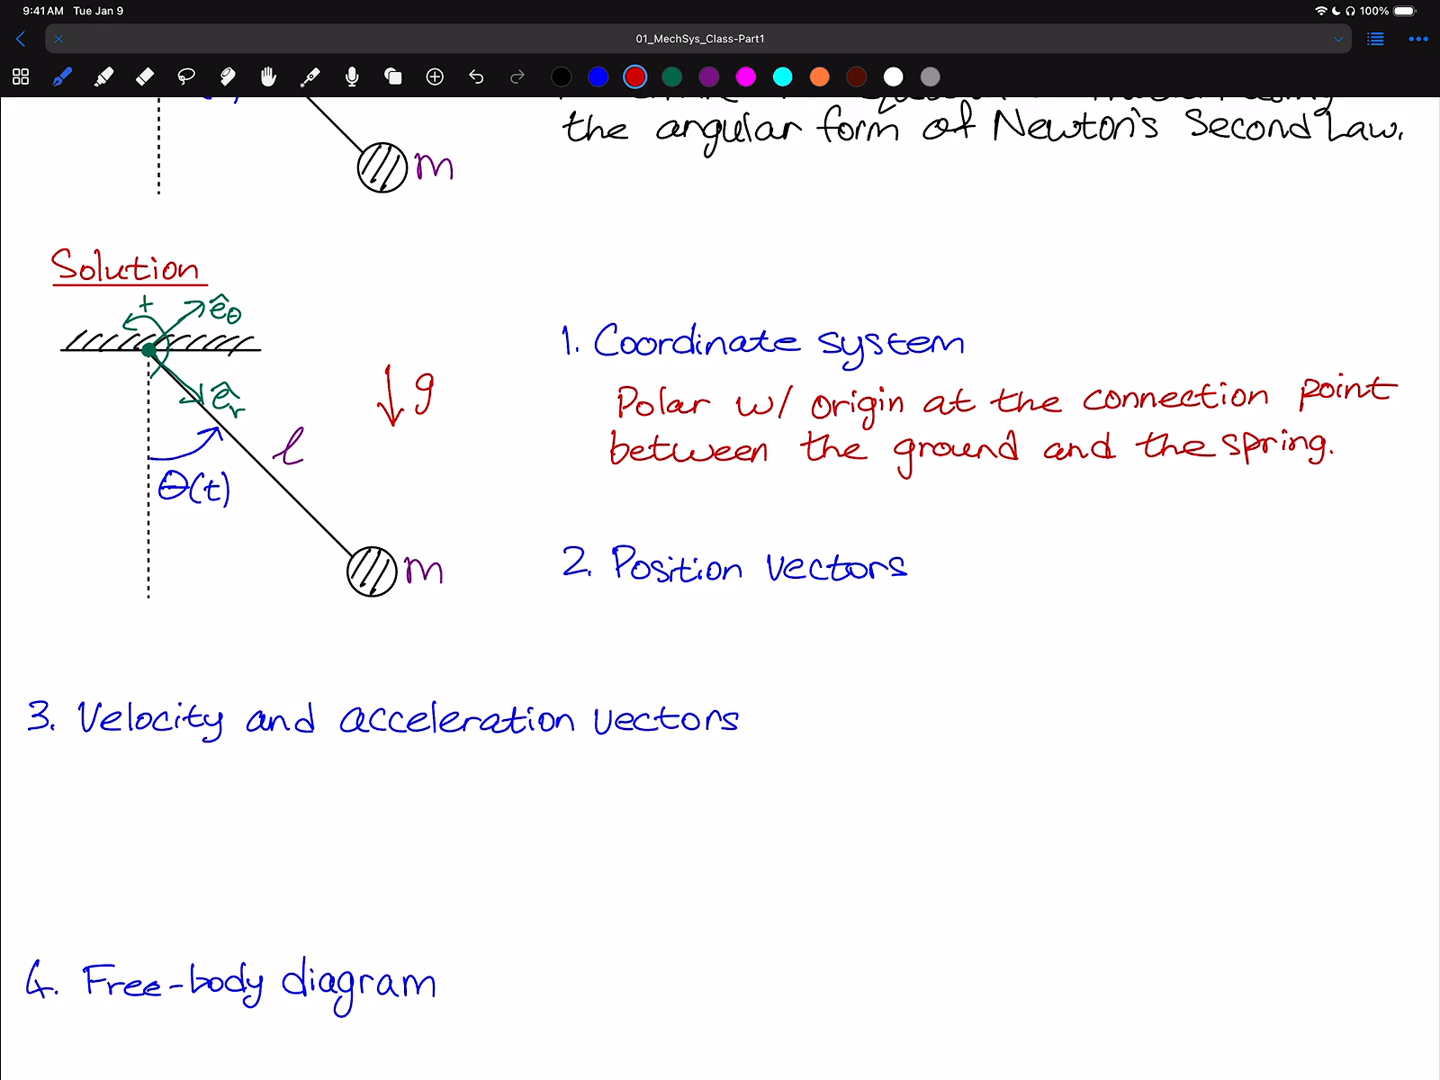 9:41 AM Tue Jan 9
100%
01_MechSys_Class-Part1
the angular form of Newton's Second Law.
m
Solution
+
ê_θ
ê_r
g
l
θ(t)
m
1. Coordinate system
Polar w/ origin at the connection point
between the ground and the spring.
2. Position vectors
3. Velocity and acceleration vectors
4. Free-body diagram